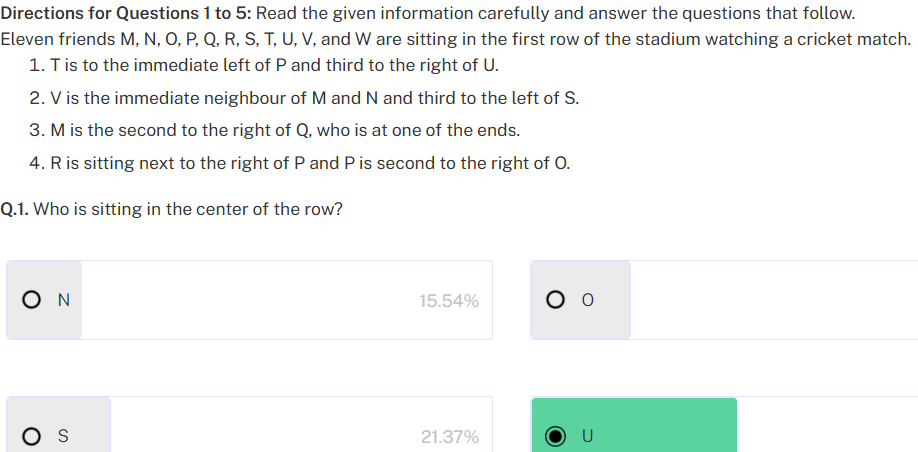 Directions for Questions 1 to 5: Read the given information carefully and answer the questions that follow.
Eleven friends M, N, O, P, Q, R, S, T, U, V, and W are sitting in the first row of the stadium watching a cricket match.
1. T is to the immediate left of P and third to the right of U.
2. V is the immediate neighbour of M and N and third to the left of S.
3. M is the second to the right of Q, who is at one of the ends.
4. R is sitting next to the right of P and P is second to the right of O.
Q.1. Who is sitting in the center of the row?
N 15.54% O
S 21.37% U